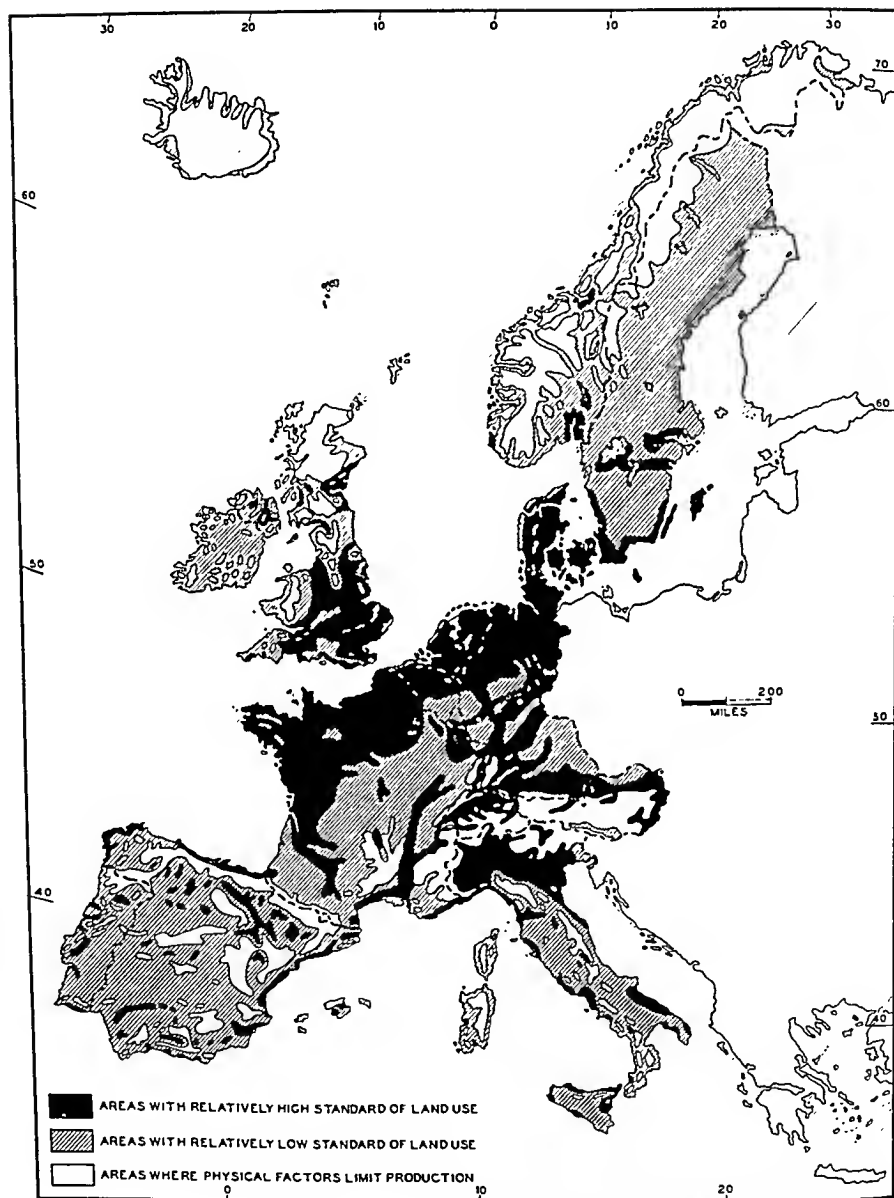 30 20 10 0 10 20 30
70
60
60
50
0 200
MILES
50
40
40
AREAS WITH RELATIVELY HIGH STANDARD OF LAND USE
AREAS WITH RELATIVELY LOW STANDARD OF LAND USE
AREAS WHERE PHYSICAL FACTORS LIMIT PRODUCTION
0 10 20